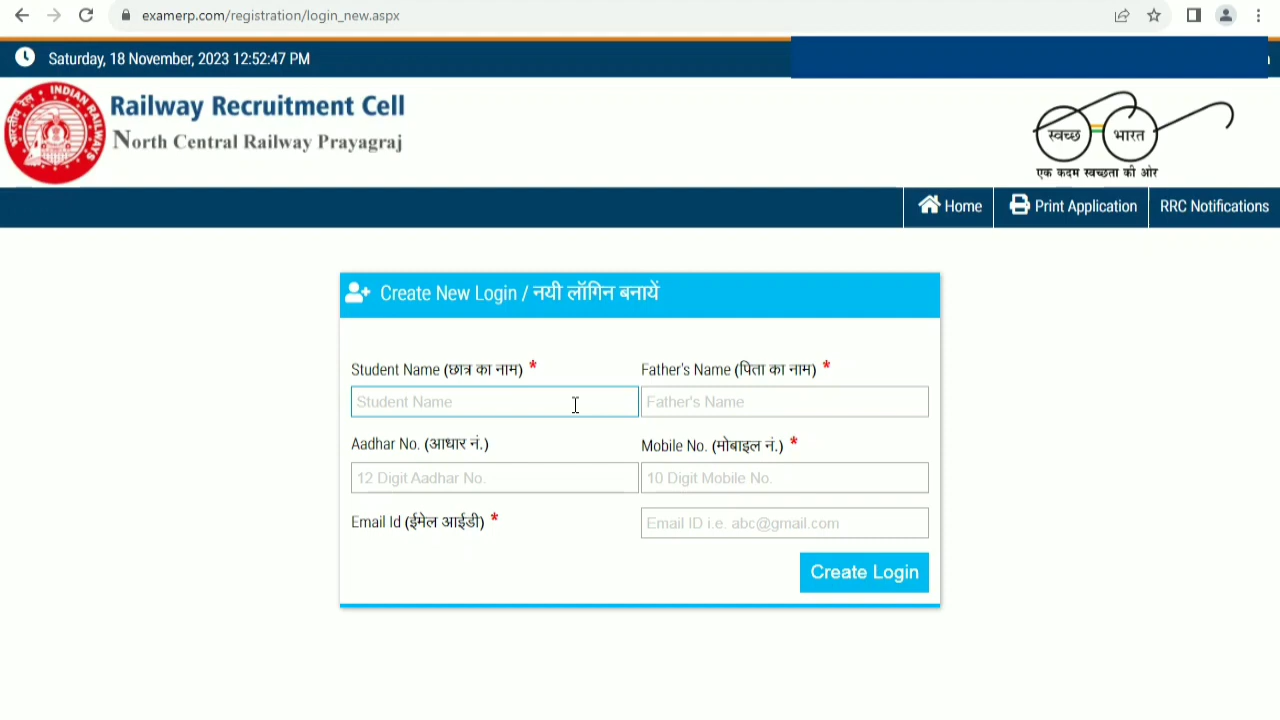 examerp.com/registration/login_new.aspx
Saturday, 18 November, 2023 12:52:47 PM
INDIAN RAILWAYS
भारतीय रेल
Railway Recruitment Cell
North Central Railway Prayagraj
स्वच्छ भारत
एक कदम स्वच्छता की ओर
Home Print Application RRC Notifications
Create New Login / नयी लॉगिन बनायें
Student Name (छात्र का नाम) * Father's Name (पिता का नाम) *
Student Name Father's Name
Aadhar No. (आधार नं.) Mobile No. (मोबाइल नं.) *
12 Digit Aadhar No. 10 Digit Mobile No.
Email Id (ईमेल आईडी) * Email ID i.e. abc@gmail.com
Create Login